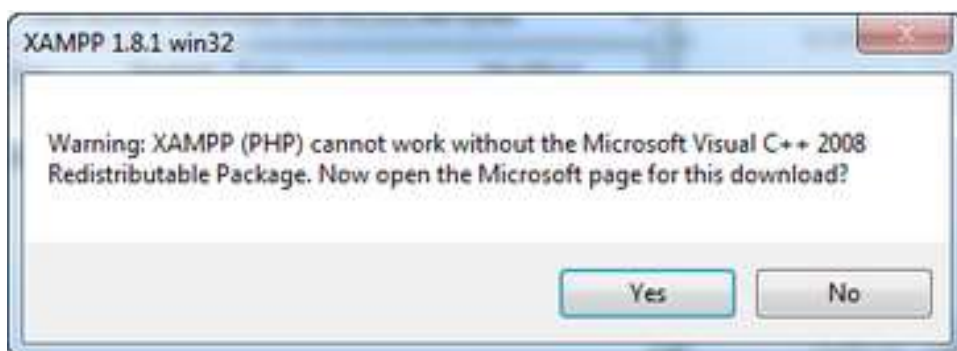 XAMPP 1.8.1 win32
Warning: XAMPP (PHP) cannot work without the Microsoft Visual C++ 2008
Redistributable Package. Now open the Microsoft page for this download?
Yes
No